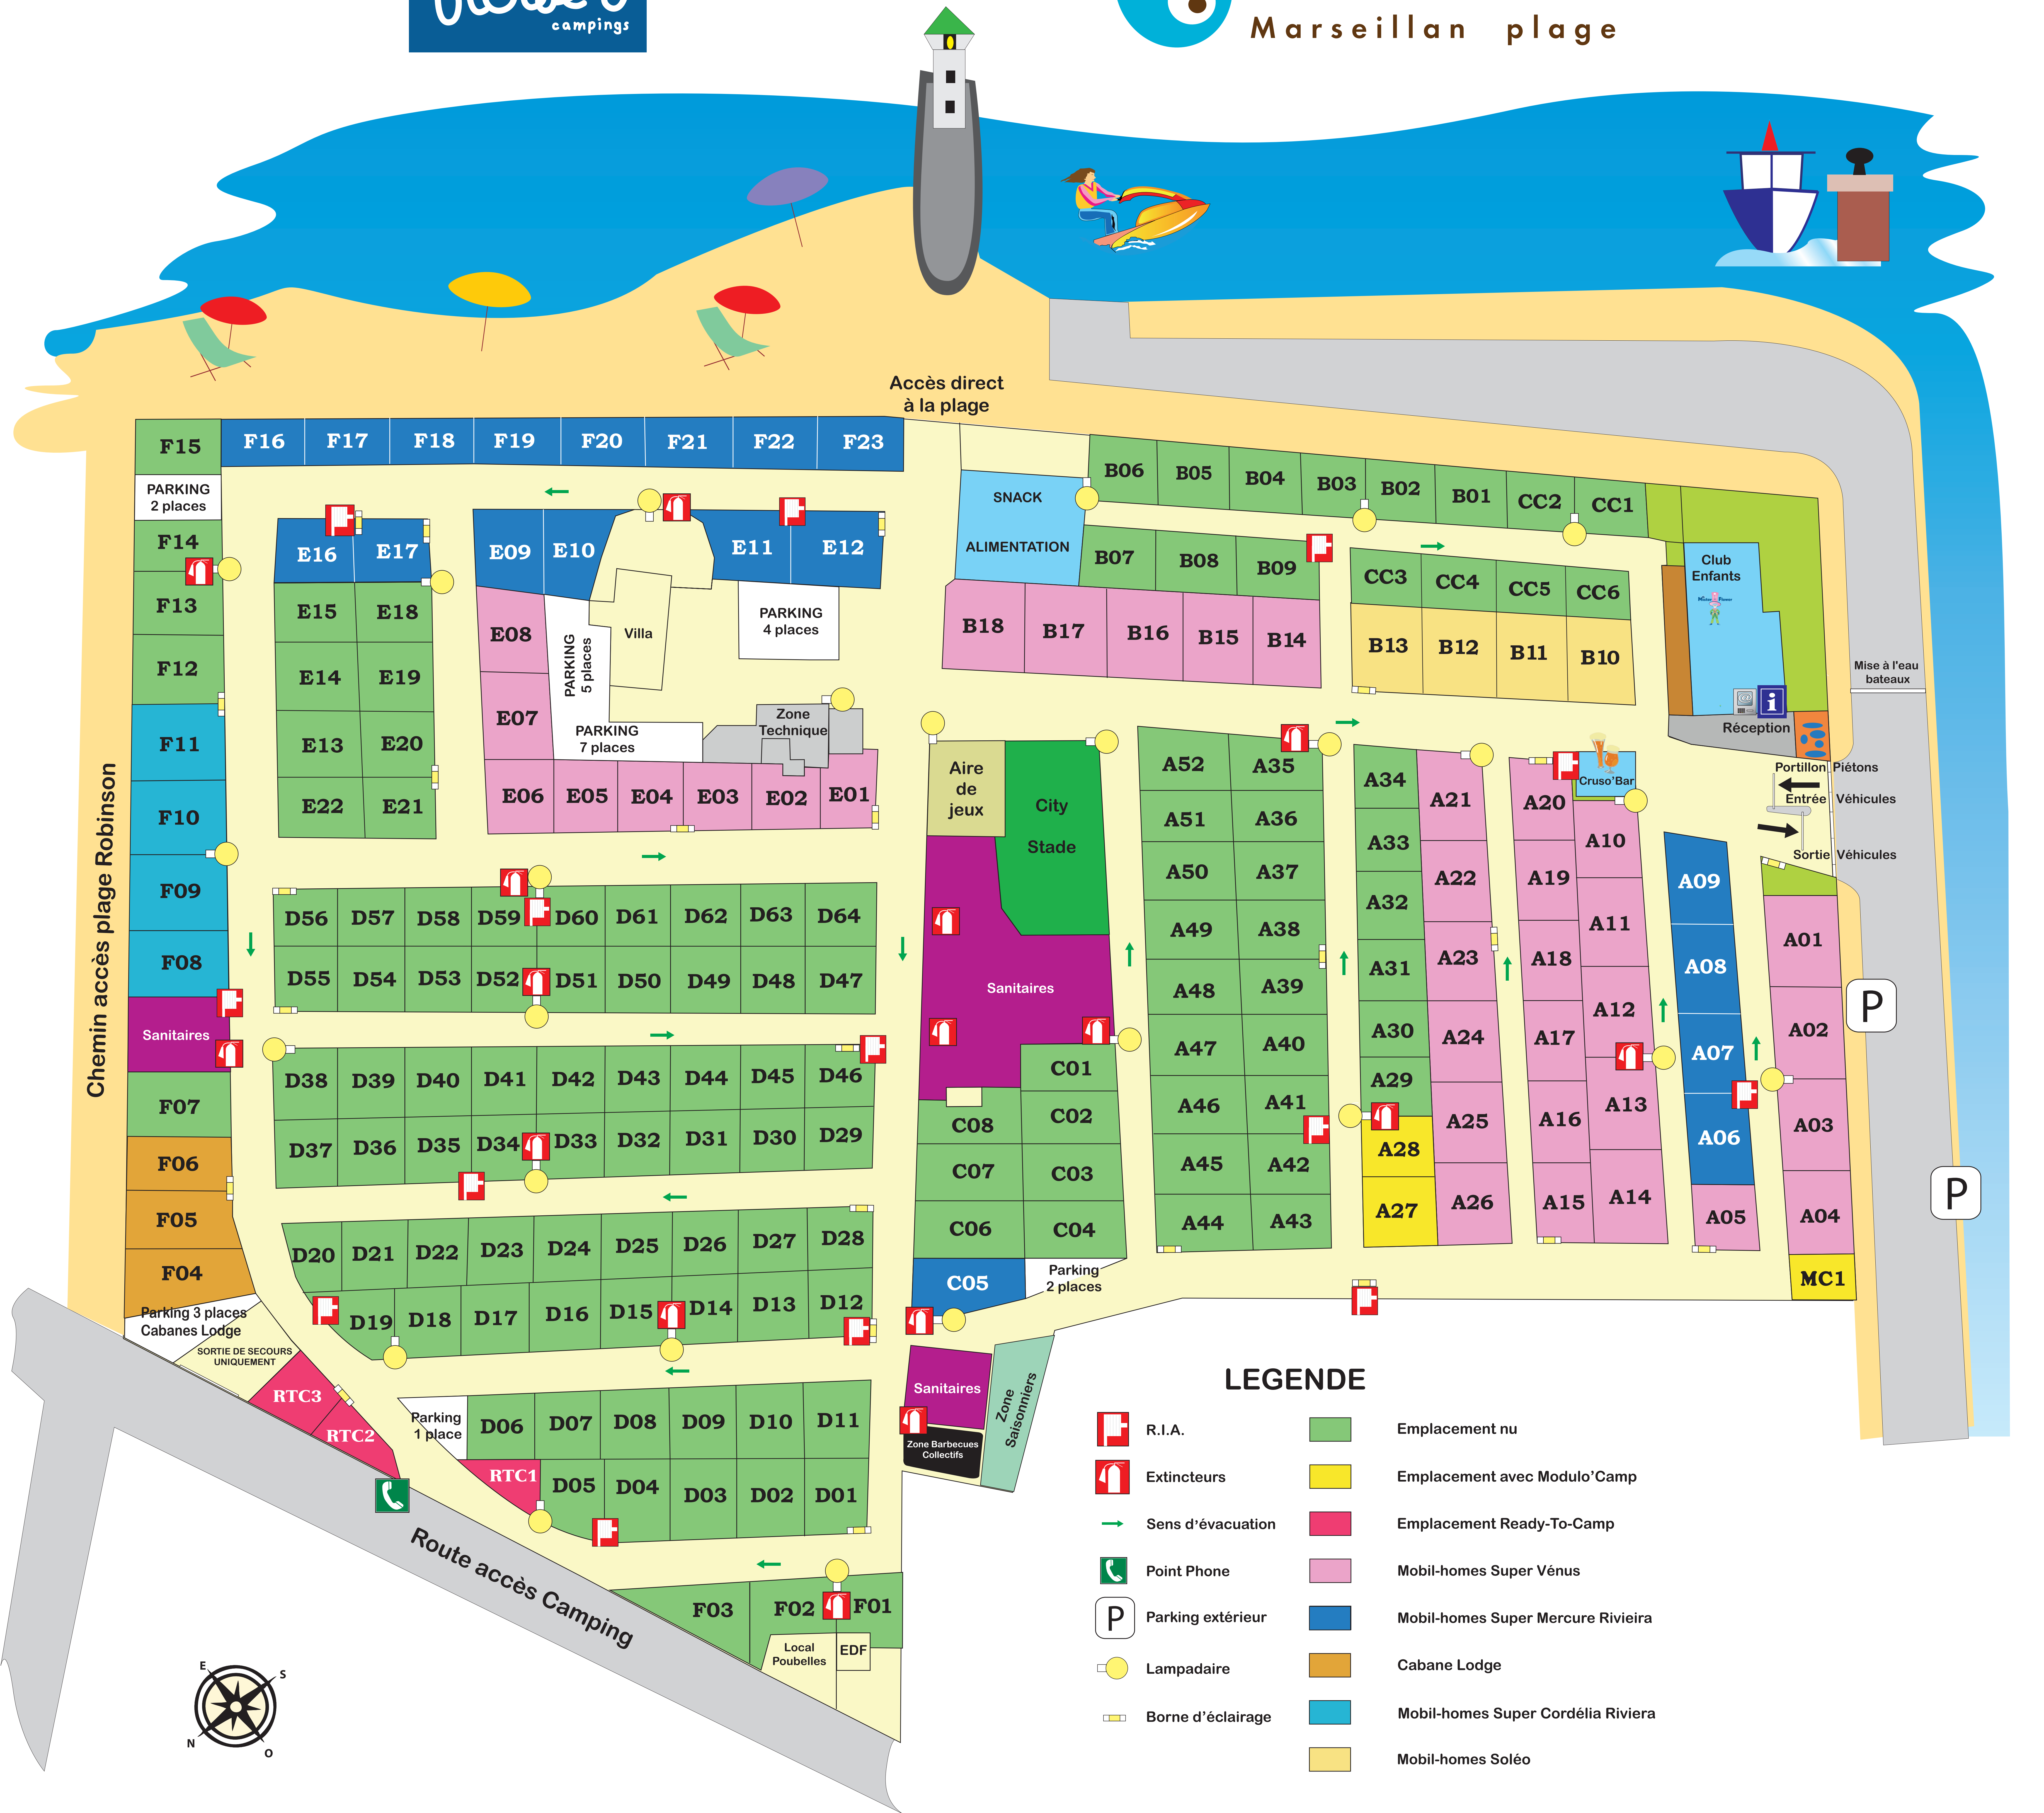 campings
Marseillan plage
Accès direct
à la plage
F15
F16
F17
F18
F19
F20
F21
F22
F23
PARKING
2 places
F14
F13
F12
F11
F10
F09
F08
Sanitaires
F07
F06
F05
F04
Parking 3 places
Cabanes Lodge
SORTIE DE SECOURS
UNIQUEMENT
RTC3
RTC2
Chemin accès plage Robinson
E16
E17
E15
E18
E14
E19
E13
E20
E22
E21
E09
E10
E11
E12
E08
E07
PARKING
5 places
Villa
PARKING
4 places
PARKING
7 places
Zone
Technique
E06
E05
E04
E03
E02
E01
D56
D57
D58
D59
D60
D61
D62
D63
D64
D55
D54
D53
D52
D51
D50
D49
D48
D47
D38
D39
D40
D41
D42
D43
D44
D45
D46
D37
D36
D35
D34
D33
D32
D31
D30
D29
D20
D21
D22
D23
D24
D25
D26
D27
D28
D19
D18
D17
D16
D15
D14
D13
D12
Parking
1 place
D06
D07
D08
D09
D10
D11
RTC1
D05
D04
D03
D02
D01
F03
F02
F01
Local
Poubelles
EDF
Route accès Camping
SNACK
ALIMENTATION
B06
B05
B04
B03
B02
B01
CC2
CC1
B07
B08
B09
CC3
CC4
CC5
CC6
B18
B17
B16
B15
B14
B13
B12
B11
B10
Club
Enfants
Réception
Mise à l'eau
bateaux
Portillon Piétons
Entrée Véhicules
Sortie Véhicules
Cruso'Bar
Aire
de
jeux
City
Stade
Sanitaires
C01
C02
C08
C07
C03
C06
C04
C05
Parking
2 places
Sanitaires
Zone Barbecues
Collectifs
Zone
Saisonniers
A52
A35
A51
A36
A50
A37
A49
A38
A48
A39
A47
A40
A46
A41
A45
A42
A44
A43
A34
A33
A32
A31
A30
A29
A28
A27
A21
A22
A23
A24
A25
A26
A20
A19
A18
A17
A16
A15
A10
A11
A12
A13
A14
A09
A08
A07
A06
A05
A01
A02
A03
A04
MC1
P
P
LEGENDE
R.I.A.
Extincteurs
Sens d'évacuation
Point Phone
P Parking extérieur
Lampadaire
Borne d'éclairage
Emplacement nu
Emplacement avec Modulo'Camp
Emplacement Ready-To-Camp
Mobil-homes Super Vénus
Mobil-homes Super Mercure Rivieira
Cabane Lodge
Mobil-homes Super Cordélia Riviera
Mobil-homes Soléo
E
S
N
O